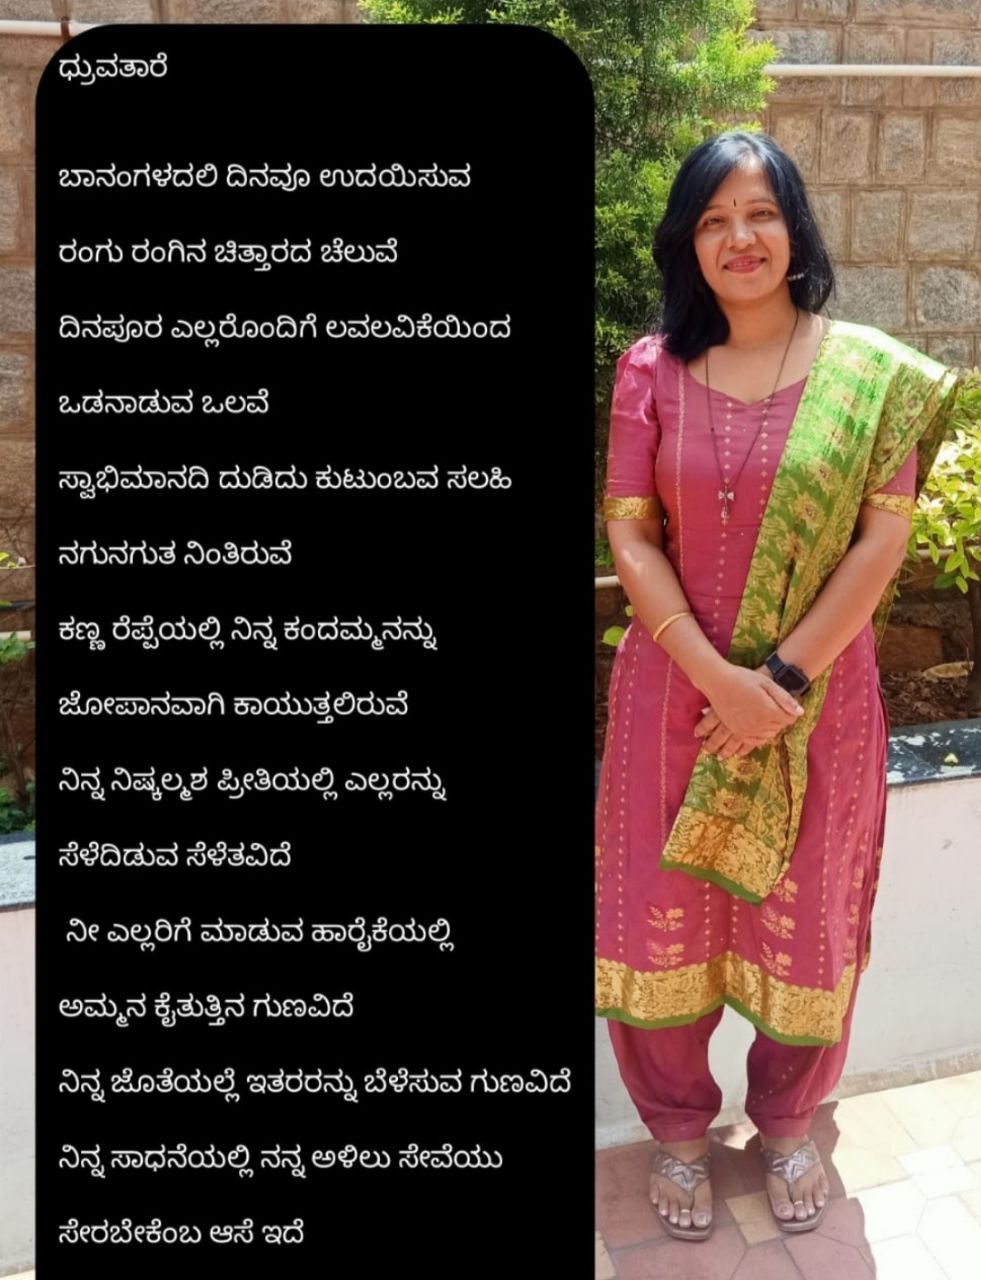 ಧ್ರುವತಾರೆ
ಬಾನಂಗಳದಲಿ ದಿನವೂ ಉದಯಿಸುವ
ರಂಗು ರಂಗಿನ ಚಿತ್ತಾರದ ಚೆಲುವೆ
ದಿನಪೂರ ಎಲ್ಲರೊಂದಿಗೆ ಲವಲವಿಕೆಯಿಂದ
ಒಡನಾಡುವ ಒಲವೆ
ಸ್ವಾಭಿಮಾನದಿ ದುಡಿದು ಕುಟುಂಬವ ಸಲಹಿ
ನಗುನಗುತ ನಿಂತಿರುವೆ
ಕಣ್ಣ ರೆಪ್ಪೆಯಲ್ಲಿ ನಿನ್ನ ಕಂದಮ್ಮನನ್ನು
ಜೋಪಾನವಾಗಿ ಕಾಯುತ್ತಲಿರುವೆ
ನಿನ್ನ ನಿಷ್ಕಲ್ಮಶ ಪ್ರೀತಿಯಲ್ಲಿ ಎಲ್ಲರನ್ನು
ಸೆಳೆದಿಡುವ ಸೆಳೆತವಿದೆ
ನೀ ಎಲ್ಲರಿಗೆ ಮಾಡುವ ಹಾರೈಕೆಯಲ್ಲಿ
ಅಮ್ಮನ ಕೈತುತ್ತಿನ ಗುಣವಿದೆ
ನಿನ್ನ ಜೊತೆಯಲ್ಲೆ ಇತರರನ್ನು ಬೆಳೆಸುವ ಗುಣವಿದೆ
ನಿನ್ನ ಸಾಧನೆಯಲ್ಲಿ ನನ್ನ ಅಳಿಲು ಸೇವೆಯು
ಸೇರಬೇಕೆಂಬ ಆಸೆ ಇದೆ